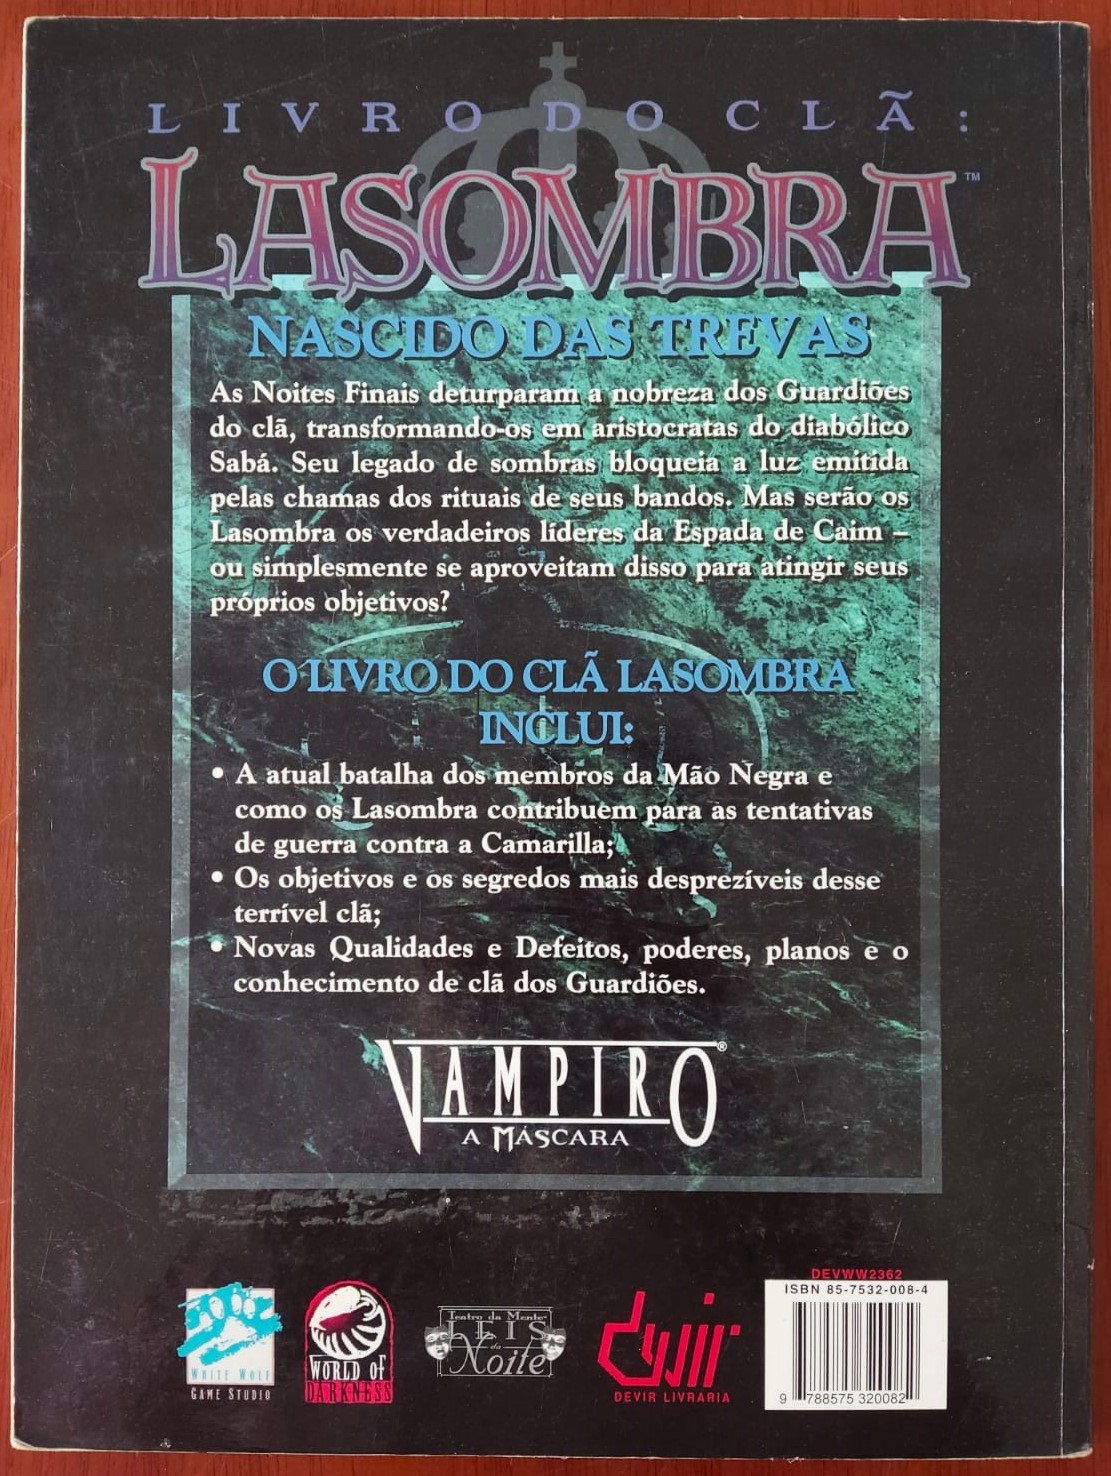 LIVRO DO CLÃ:
LASOMBRA™
NASCIDO DAS TREVAS
As Noites Finais deturparam a nobreza dos Guardiões
do clã, transformando-os em aristocratas do diabólico
Sabá. Seu legado de sombras bloqueia a luz emitida
pelas chamas dos rituais de seus bandos. Mas serão os
Lasombra os verdadeiros líderes da Espada de Caim –
ou simplesmente se aproveitam disso para atingir seus
próprios objetivos?
O LIVRO DO CLÃ LASOMBRA
INCLUI:
• A atual batalha dos membros da Mão Negra e
como os Lasombra contribuem para as tentativas
de guerra contra a Camarilla;
• Os objetivos e os segredos mais desprezíveis desse
terrível clã;
• Novas Qualidades e Defeitos, poderes, planos e o
conhecimento de clã dos Guardiões.
VAMPIRO®
A MÁSCARA
WHITE WOLF
GAME STUDIO
WORLD OF
DARKNESS
Teatro da Mente
LEIS
da
Noite
devir
DEVIR LIVRARIA
DEVWW2362
ISBN 85-7532-008-4
9 788575 320082